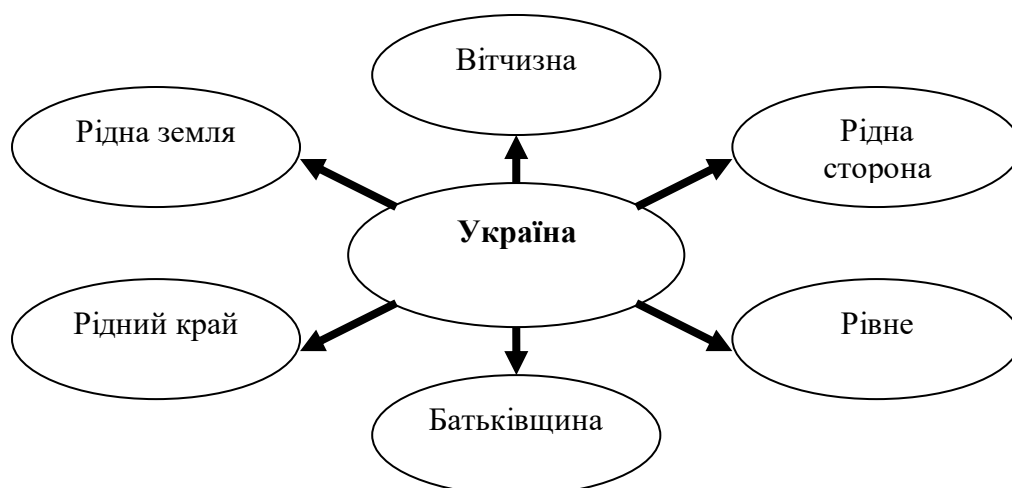 Вітчизна
Рідна земля
Рідна
сторона
Україна
Рідний край
Рівне
Батьківщина